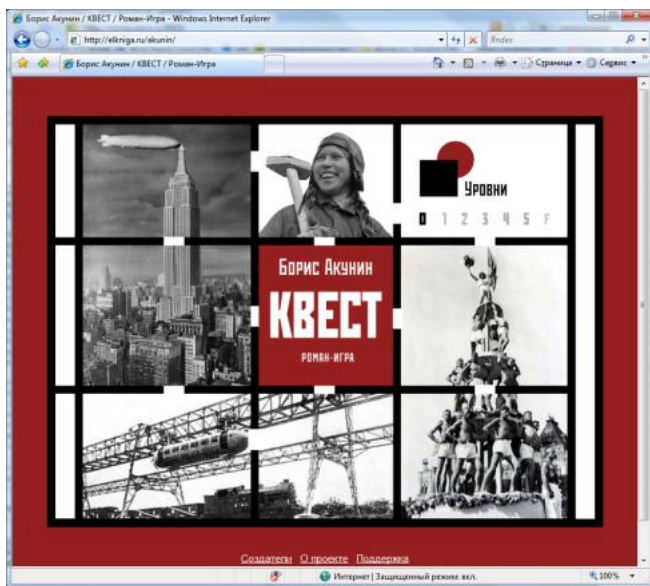 Борис Акунин / КВЕСТ / Роман-Игра - Windows Internet Explorer
http://elkniga.ru/akunin/
Яndex
Борис Акунин / КВЕСТ / Роман-Игра
Страница
Сервис
Уровни
0 1 2 3 4 5 F
Борис Акунин
КВЕСТ
РОМАН-ИГРА
Создатели О проекте Поддержка
Интернет | Защищенный режим: вкл.
100%